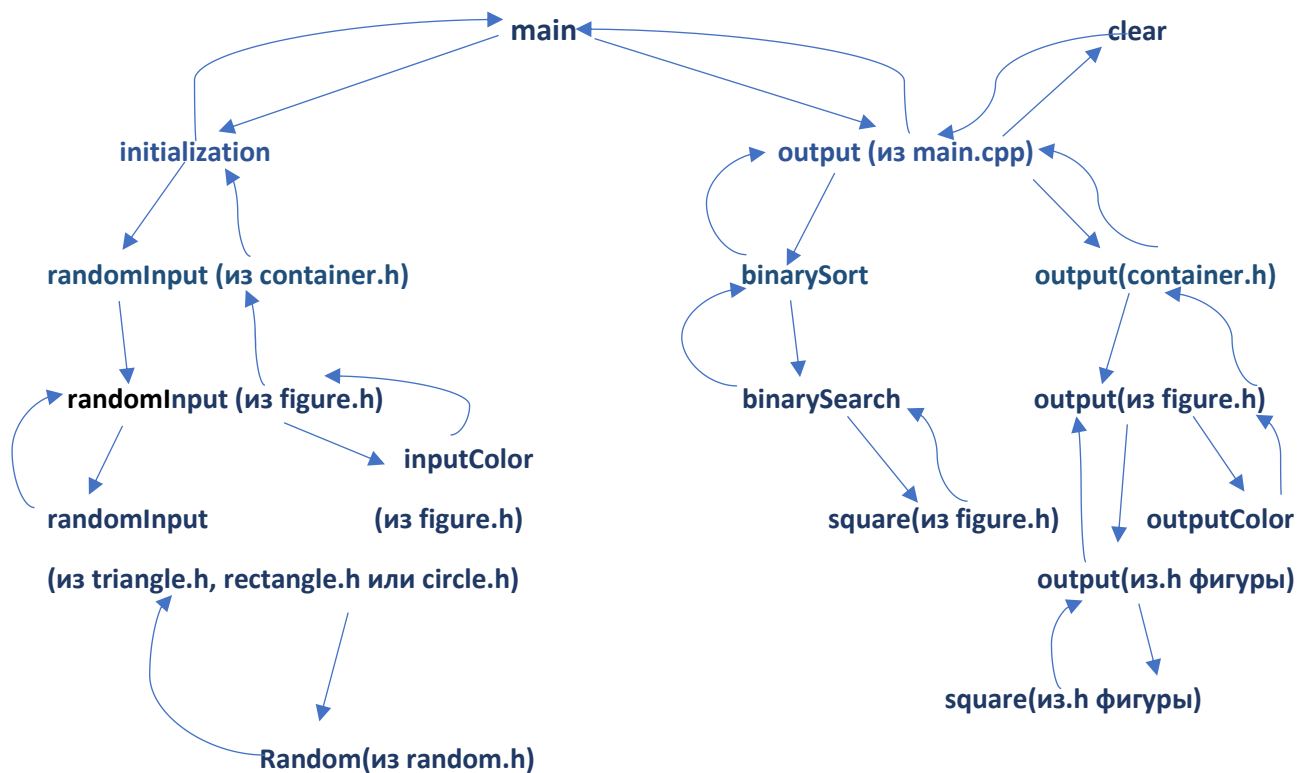 main
clear
initialization
output (из main.cpp)
randomInput (из container.h)
binarySort
output(container.h)
randomInput (из figure.h)
binarySearch
output(из figure.h)
inputColor
randomInput
(из figure.h)
square(из figure.h)
outputColor
(из triangle.h, rectangle.h или circle.h)
output(из.h фигуры)
square(из.h фигуры)
Random(из random.h)